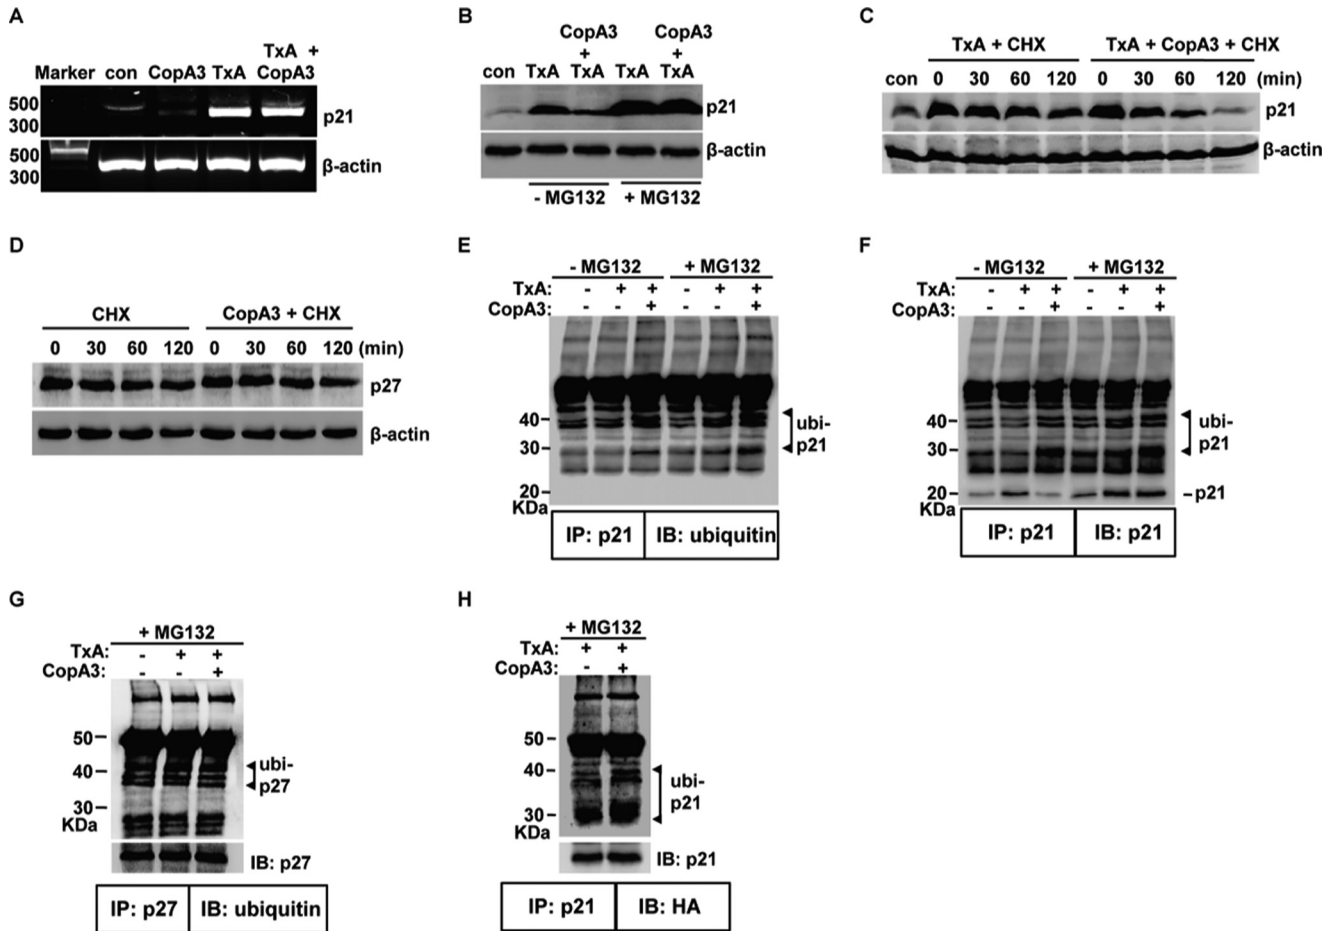 A
TxA +
Marker con CopA3 TxA CopA3
500
300
p21
500
300
β-actin
B
CopA3 CopA3
+ +
con TxA TxA TxA TxA
p21
β-actin
- MG132 + MG132
C
TxA + CHX TxA + CopA3 + CHX
con 0 30 60 120 0 30 60 120 (min)
p21
β-actin
D
CHX CopA3 + CHX
0 30 60 120 0 30 60 120 (min)
p27
β-actin
E
- MG132 + MG132
TxA: - + + - + +
CopA3: - - + - - +
40
30
20
KDa
ubi-
p21
IP: p21 IB: ubiquitin
F
- MG132 + MG132
TxA: - + + - + +
CopA3: - - + - - +
40
30
20
KDa
ubi-
p21
p21
IP: p21 IB: p21
G
+ MG132
TxA: - + +
CopA3: - - +
50
40
30
KDa
ubi-
p27
IB: p27
IP: p27 IB: ubiquitin
H
+ MG132
TxA: + +
CopA3: - +
50
40
30
KDa
ubi-
p21
IB: p21
IP: p21 IB: HA